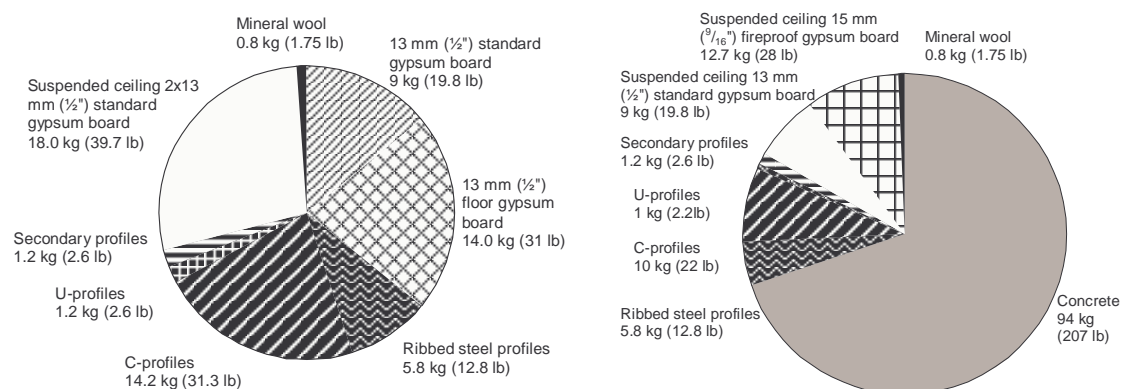 Mineral wool
0.8 kg (1.75 lb)
13 mm (½") standard
gypsum board
9 kg (19.8 lb)
Suspended ceiling 2x13
mm (½") standard
gypsum board
18.0 kg (39.7 lb)
13 mm (½")
floor gypsum
board
14.0 kg (31 lb)
Secondary profiles
1.2 kg (2.6 lb)
U-profiles
1.2 kg (2.6 lb)
C-profiles
14.2 kg (31.3 lb)
Ribbed steel profiles
5.8 kg (12.8 lb)
Suspended ceiling 15 mm
(9/16") fireproof gypsum board
12.7 kg (28 lb)
Mineral wool
0.8 kg (1.75 lb)
Suspended ceiling 13 mm
(½") standard gypsum board
9 kg (19.8 lb)
Secondary profiles
1.2 kg (2.6 lb)
U-profiles
1 kg (2.2lb)
C-profiles
10 kg (22 lb)
Ribbed steel profiles
5.8 kg (12.8 lb)
Concrete
94 kg
(207 lb)